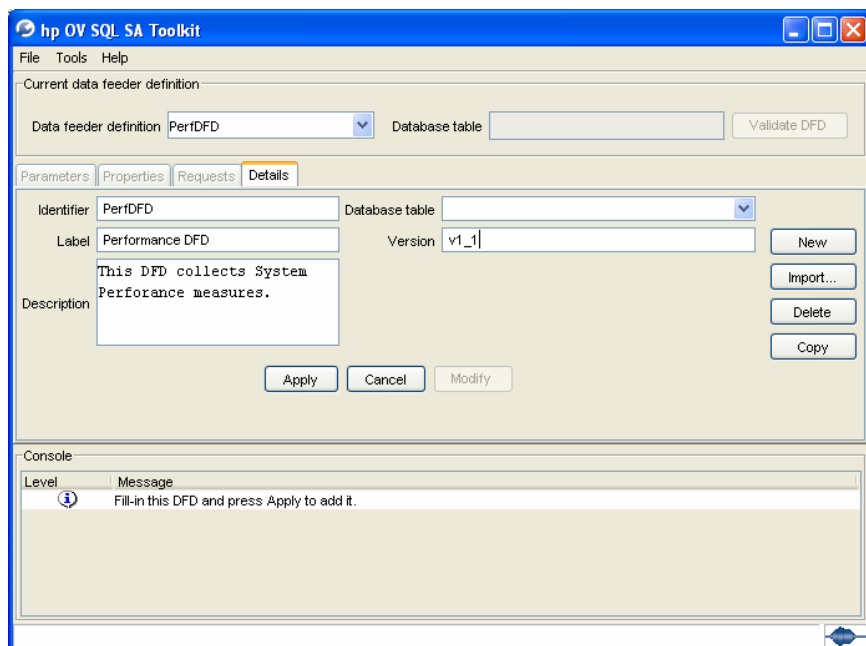 hp OV SQL SA Toolkit
File Tools Help
Current data feeder definition
Data feeder definition PerfDFD Database table Validate DFD
Parameters Properties Requests Details
Identifier PerfDFD Database table
Label Performance DFD Version v1_1 New
This DFD collects System
Perforance measures.
Import...
Description
Delete
Copy
Apply Cancel Modify
Console
Level Message
Fill-in this DFD and press Apply to add it.